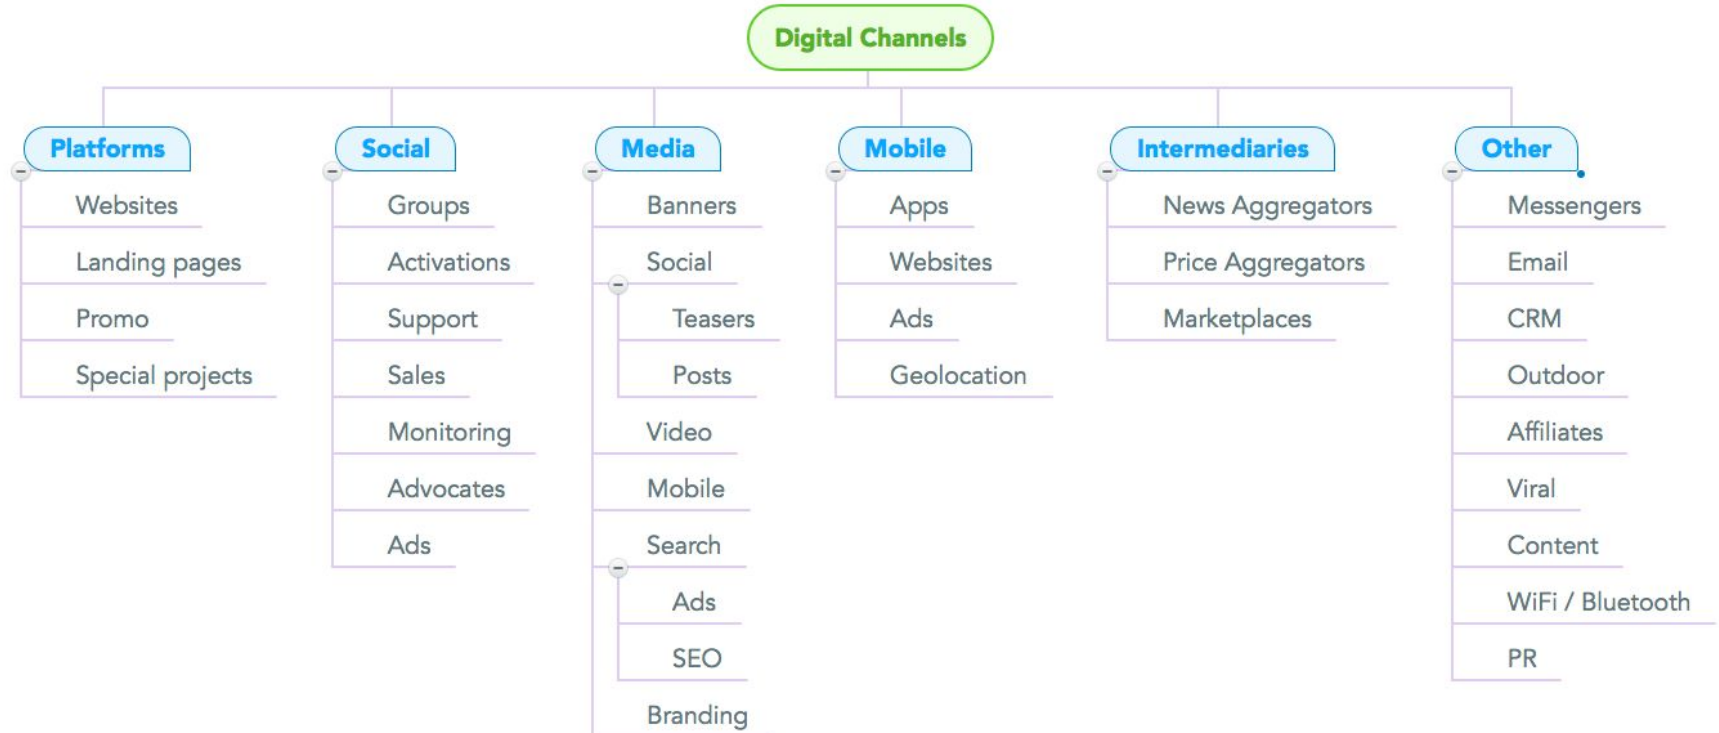 Digital Channels
Platforms
Websites
Landing pages
Promo
Special projects
Social
Groups
Activations
Support
Sales
Monitoring
Advocates
Ads
Media
Banners
Social
Teasers
Posts
Video
Mobile
Search
Ads
SEO
Branding
Mobile
Apps
Websites
Ads
Geolocation
Intermediaries
News Aggregators
Price Aggregators
Marketplaces
Other
Messengers
Email
CRM
Outdoor
Affiliates
Viral
Content
WiFi / Bluetooth
PR